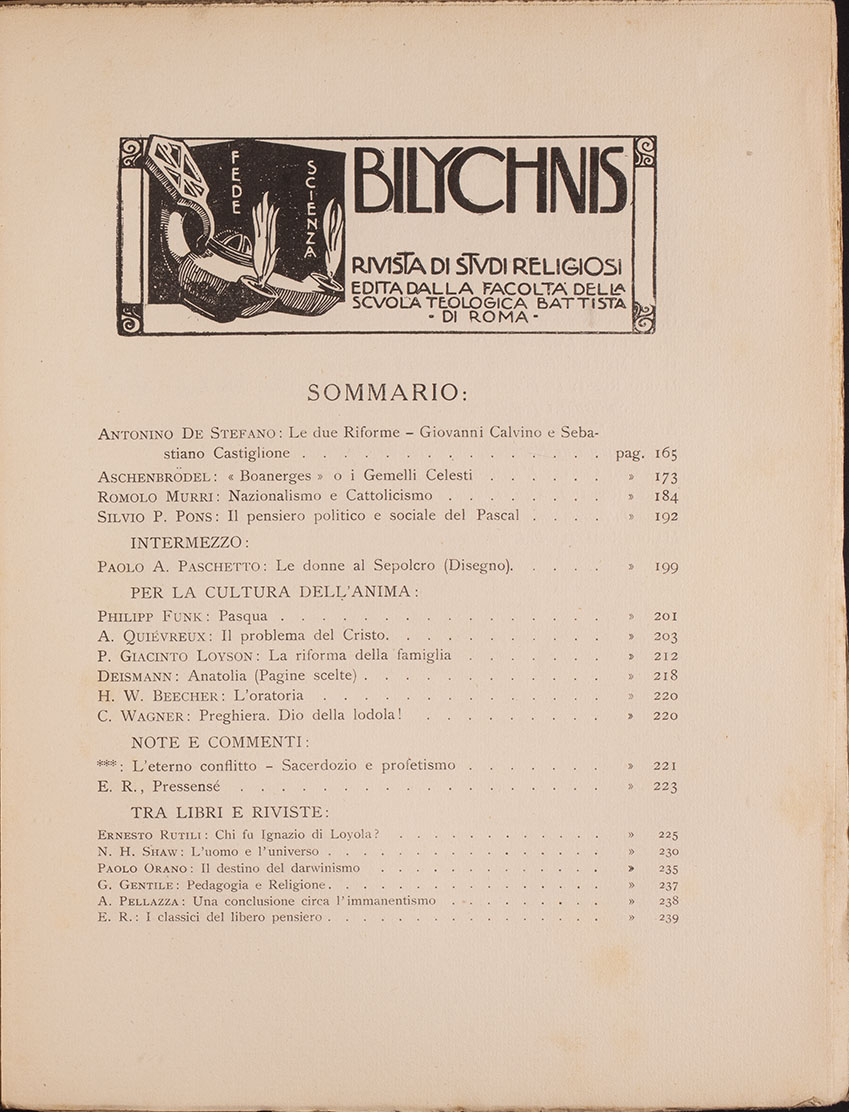 FEDE
SCIENZA
BILYCHNIS
RIVISTA DI STVDI RELIGIOSI
EDITA DALLA FACOLTÀ DELLA
SCVOLA TEOLOGICA BATTISTA
- DI ROMA -
SOMMARIO:
ANTONINO DE STEFANO: Le due Riforme – Giovanni Calvino e Seba-
stiano Castiglione . . . . . . . . . . . . . . . pag. 165
ASCHENBRÖDEL: « Boanerges » o i Gemelli Celesti . . . . . . » 173
ROMOLO MURRI: Nazionalismo e Cattolicismo . . . . . . . . » 184
SILVIO P. PONS: Il pensiero politico e sociale del Pascal . . . . » 192
INTERMEZZO:
PAOLO A. PASCHETTO: Le donne al Sepolcro (Disegno). . . . . » 199
PER LA CULTURA DELL'ANIMA:
PHILIPP FUNK: Pasqua . . . . . . . . . . . . . . . . » 201
A. QUIÉVREUX: Il problema del Cristo. . . . . . . . . . . » 203
P. GIACINTO LOYSON: La riforma della famiglia . . . . . . . » 212
DEISMANN: Anatolia (Pagine scelte) . . . . . . . . . . . . » 218
H. W. BEECHER: L'oratoria . . . . . . . . . . . . . . » 220
C. WAGNER: Preghiera. Dio della lodola! . . . . . . . . . » 220
NOTE E COMMENTI:
***: L'eterno conflitto – Sacerdozio e profetismo . . . . . . . » 221
E. R., Pressensé . . . . . . . . . . . . . . . . . . » 223
TRA LIBRI E RIVISTE:
ERNESTO RUTILI: Chi fu Ignazio di Loyola? . . . . . . . . . . . . » 225
N. H. SHAW: L'uomo e l'universo . . . . . . . . . . . . . . . . » 230
PAOLO ORANO: Il destino del darwinismo . . . . . . . . . . . . . » 235
G. GENTILE: Pedagogia e Religione. . . . . . . . . . . . . . . . » 237
A. PELLAZZA: Una conclusione circa l'immanentismo . . . . . . . . . » 238
E. R.: I classici del libero pensiero . . . . . . . . . . . . . . . . » 239